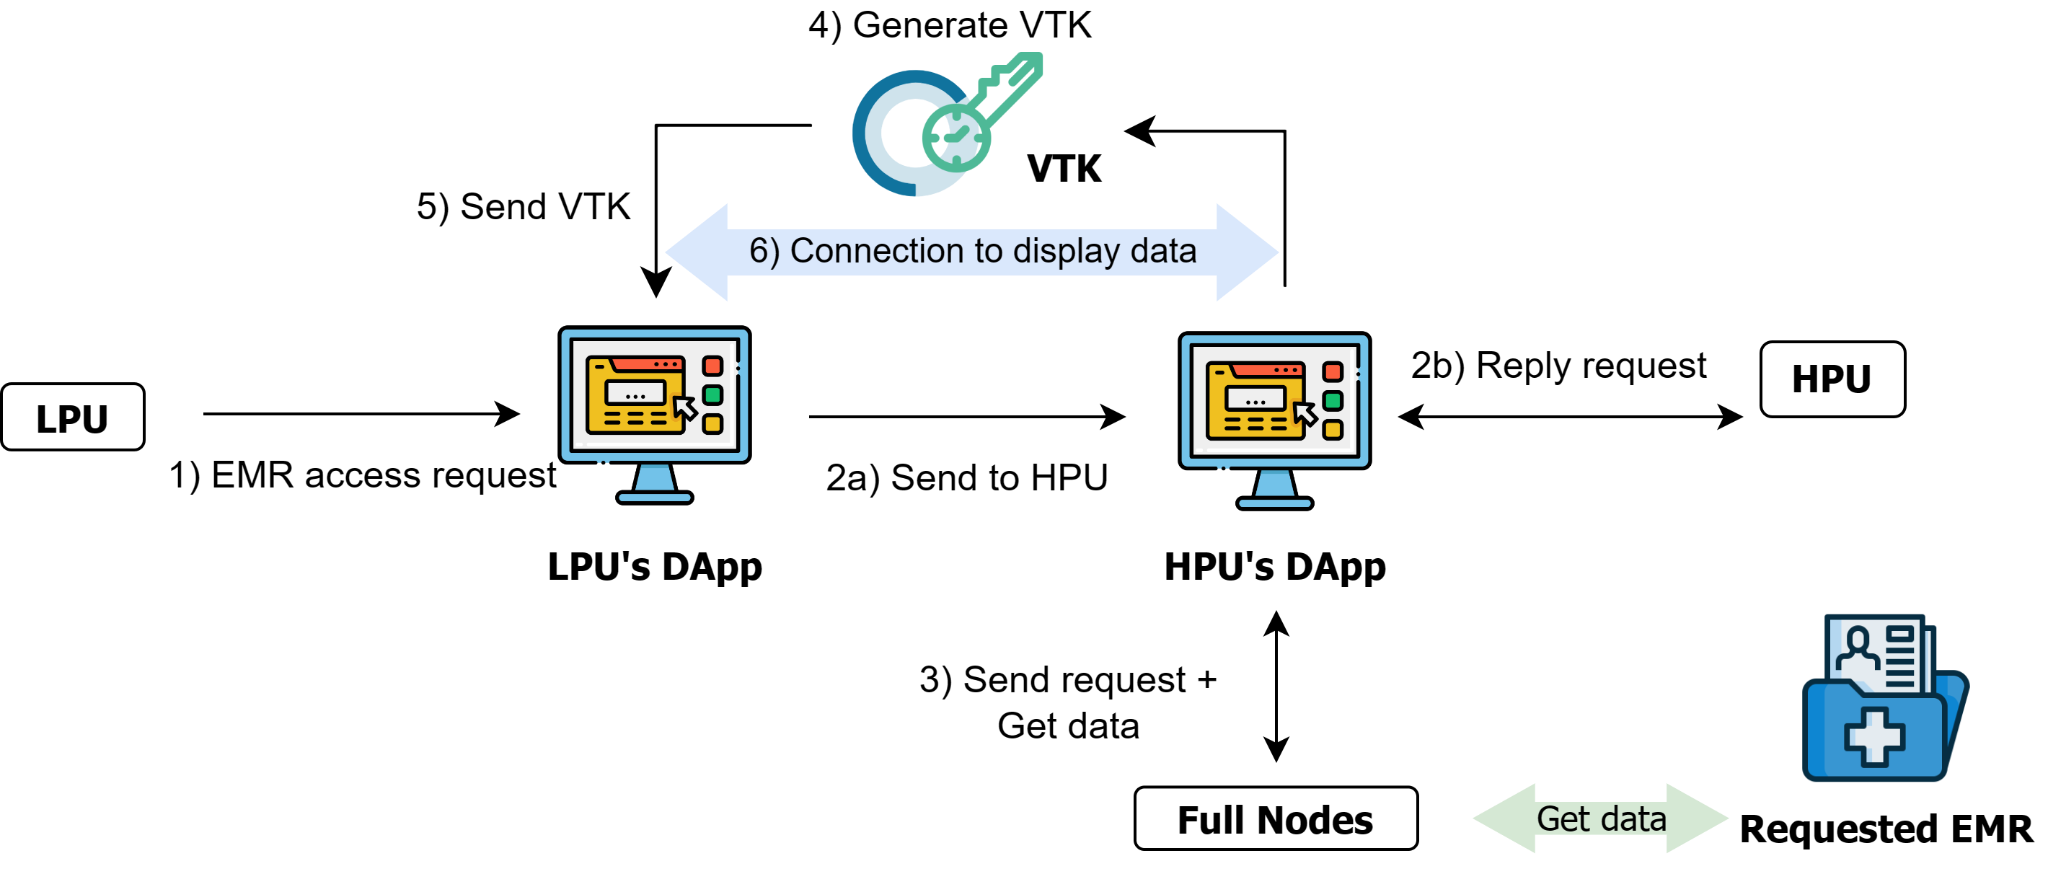 4) Generate VTK
VTK
5) Send VTK
6) Connection to display data
LPU
1) EMR access request
2a) Send to HPU
2b) Reply request
HPU
LPU's DApp
HPU's DApp
3) Send request +
Get data
Full Nodes
Get data
Requested EMR